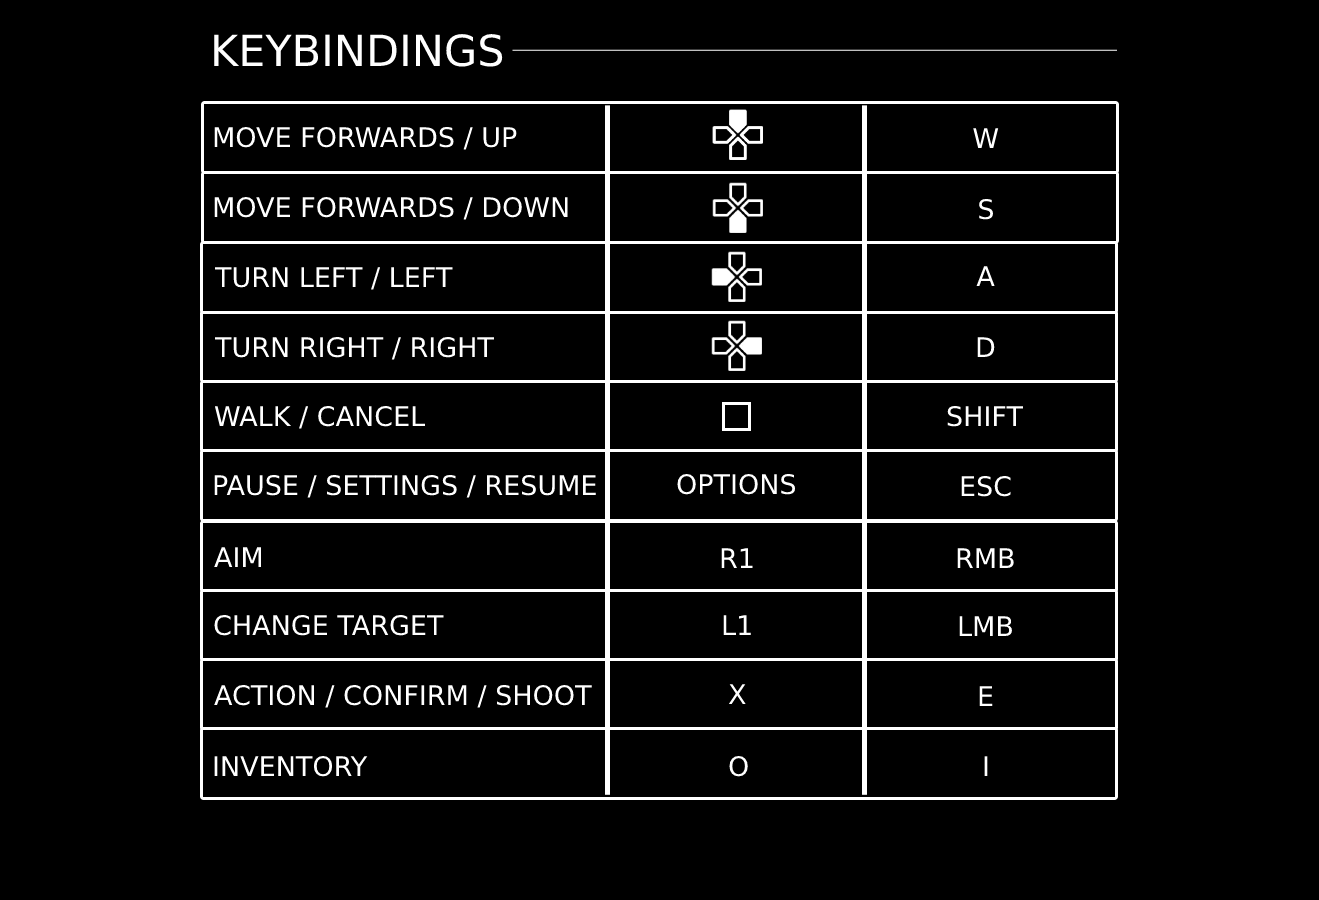 KEYBINDINGS
MOVE FORWARDS / UP W
MOVE FORWARDS / DOWN S
TURN LEFT / LEFT A
TURN RIGHT / RIGHT D
WALK / CANCEL SHIFT
PAUSE / SETTINGS / RESUME OPTIONS ESC
AIM R1 RMB
CHANGE TARGET L1 LMB
ACTION / CONFIRM / SHOOT X E
INVENTORY O I